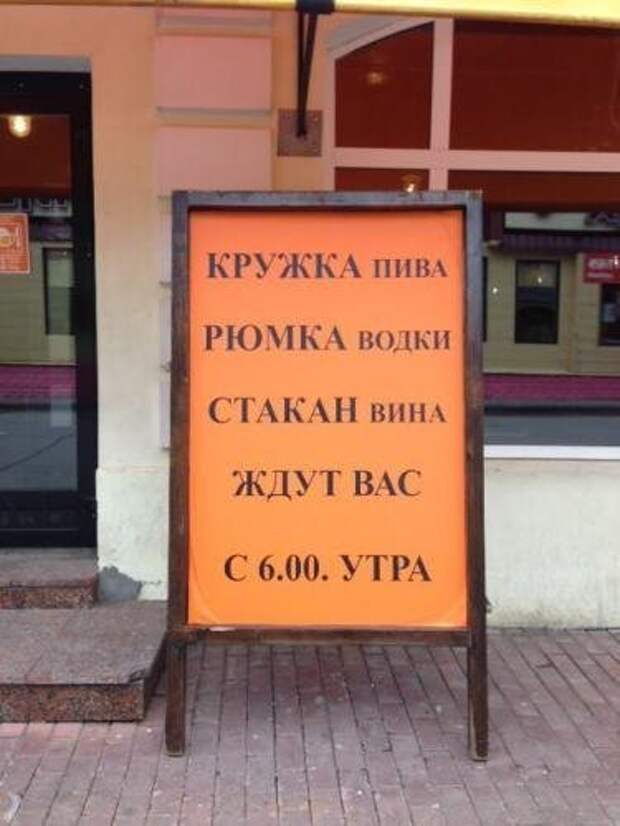 КРУЖКА ПИВА
РЮМКА ВОДКИ
СТАКАН ВИНА
ЖДУТ ВАС
С 6.00. УТРА